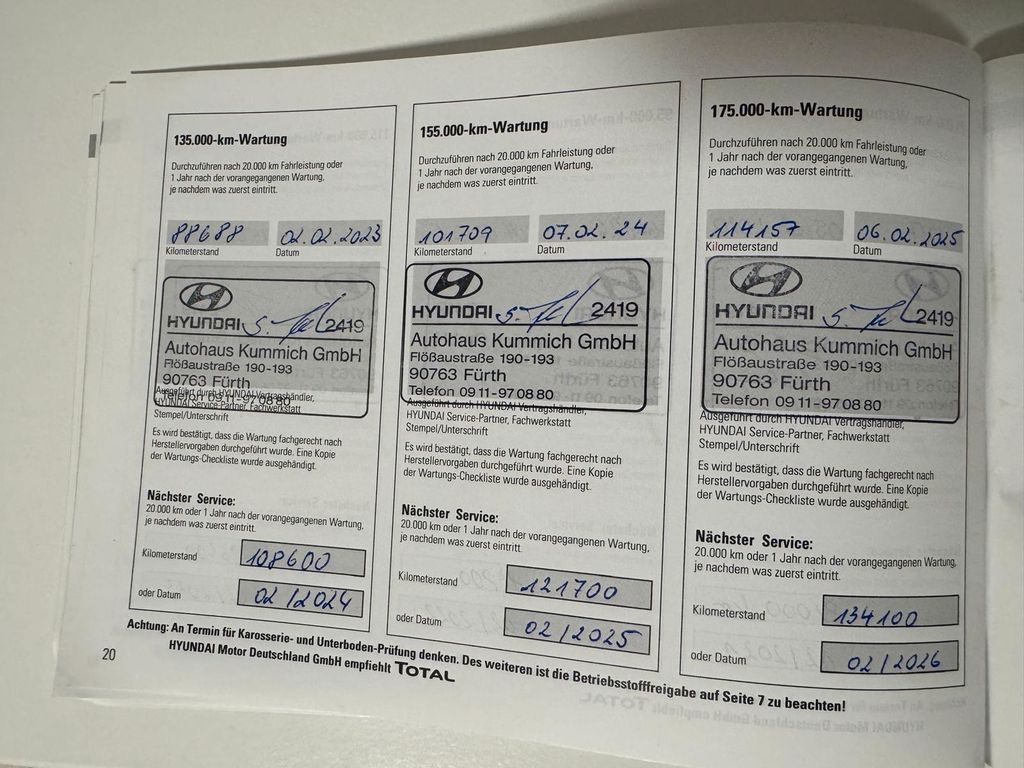 135.000-km-Wartung
Durchzuführen nach 20.000 km Fahrleistung oder
1 Jahr nach der vorangegangenen Wartung,
je nachdem was zuerst eintritt.
88688
02.02.2023
Kilometerstand
Datum
HYUNDAI
2419
Autohaus Kummich GmbH
Flößaustraße 190-193
90763 Fürth
Telefon 09 11-97 08 80
Ausgeführt durch HYUNDAI Vertragshändler,
HYUNDAI Service-Partner, Fachwerkstatt
Stempel/Unterschrift
Es wird bestätigt, dass die Wartung fachgerecht nach
Herstellervorgaben durchgeführt wurde. Eine Kopie
der Wartungs-Checkliste wurde ausgehändigt.
Nächster Service:
20.000 km oder 1 Jahr nach der vorangegangenen Wartung,
je nachdem was zuerst eintritt.
Kilometerstand
108600
oder Datum
02/2024
155.000-km-Wartung
Durchzuführen nach 20.000 km Fahrleistung oder
1 Jahr nach der vorangegangenen Wartung,
je nachdem was zuerst eintritt.
101709
07.02.24
Kilometerstand
Datum
HYUNDAI
2419
Autohaus Kummich GmbH
Flößaustraße 190-193
90763 Fürth
Telefon 09 11-97 08 80
Ausgeführt durch HYUNDAI Vertragshändler,
HYUNDAI Service-Partner, Fachwerkstatt
Stempel/Unterschrift
Es wird bestätigt, dass die Wartung fachgerecht nach
Herstellervorgaben durchgeführt wurde. Eine Kopie
der Wartungs-Checkliste wurde ausgehändigt.
Nächster Service:
20.000 km oder 1 Jahr nach der vorangegangenen Wartung,
je nachdem was zuerst eintritt.
Kilometerstand
121700
oder Datum
02/2025
175.000-km-Wartung
Durchzuführen nach 20.000 km Fahrleistung oder
1 Jahr nach der vorangegangenen Wartung,
je nachdem was zuerst eintritt.
114157
06.02.2025
Kilometerstand
Datum
HYUNDAI
2419
Autohaus Kummich GmbH
Flößaustraße 190-193
90763 Fürth
Telefon 09 11-97 08 80
Ausgeführt durch HYUNDAI Vertragshändler,
HYUNDAI Service-Partner, Fachwerkstatt
Stempel/Unterschrift
Es wird bestätigt, dass die Wartung fachgerecht nach
Herstellervorgaben durchgeführt wurde. Eine Kopie
der Wartungs-Checkliste wurde ausgehändigt.
Nächster Service:
20.000 km oder 1 Jahr nach der vorangegangenen Wartung,
je nachdem was zuerst eintritt.
Kilometerstand
134100
oder Datum
02/2026
Achtung: An Termin für Karosserie- und Unterboden-Prüfung denken. Des weiteren ist die Betriebsstofffreigabe auf Seite 7 zu beachten!
20
HYUNDAI Motor Deutschland GmbH empfiehlt TOTAL